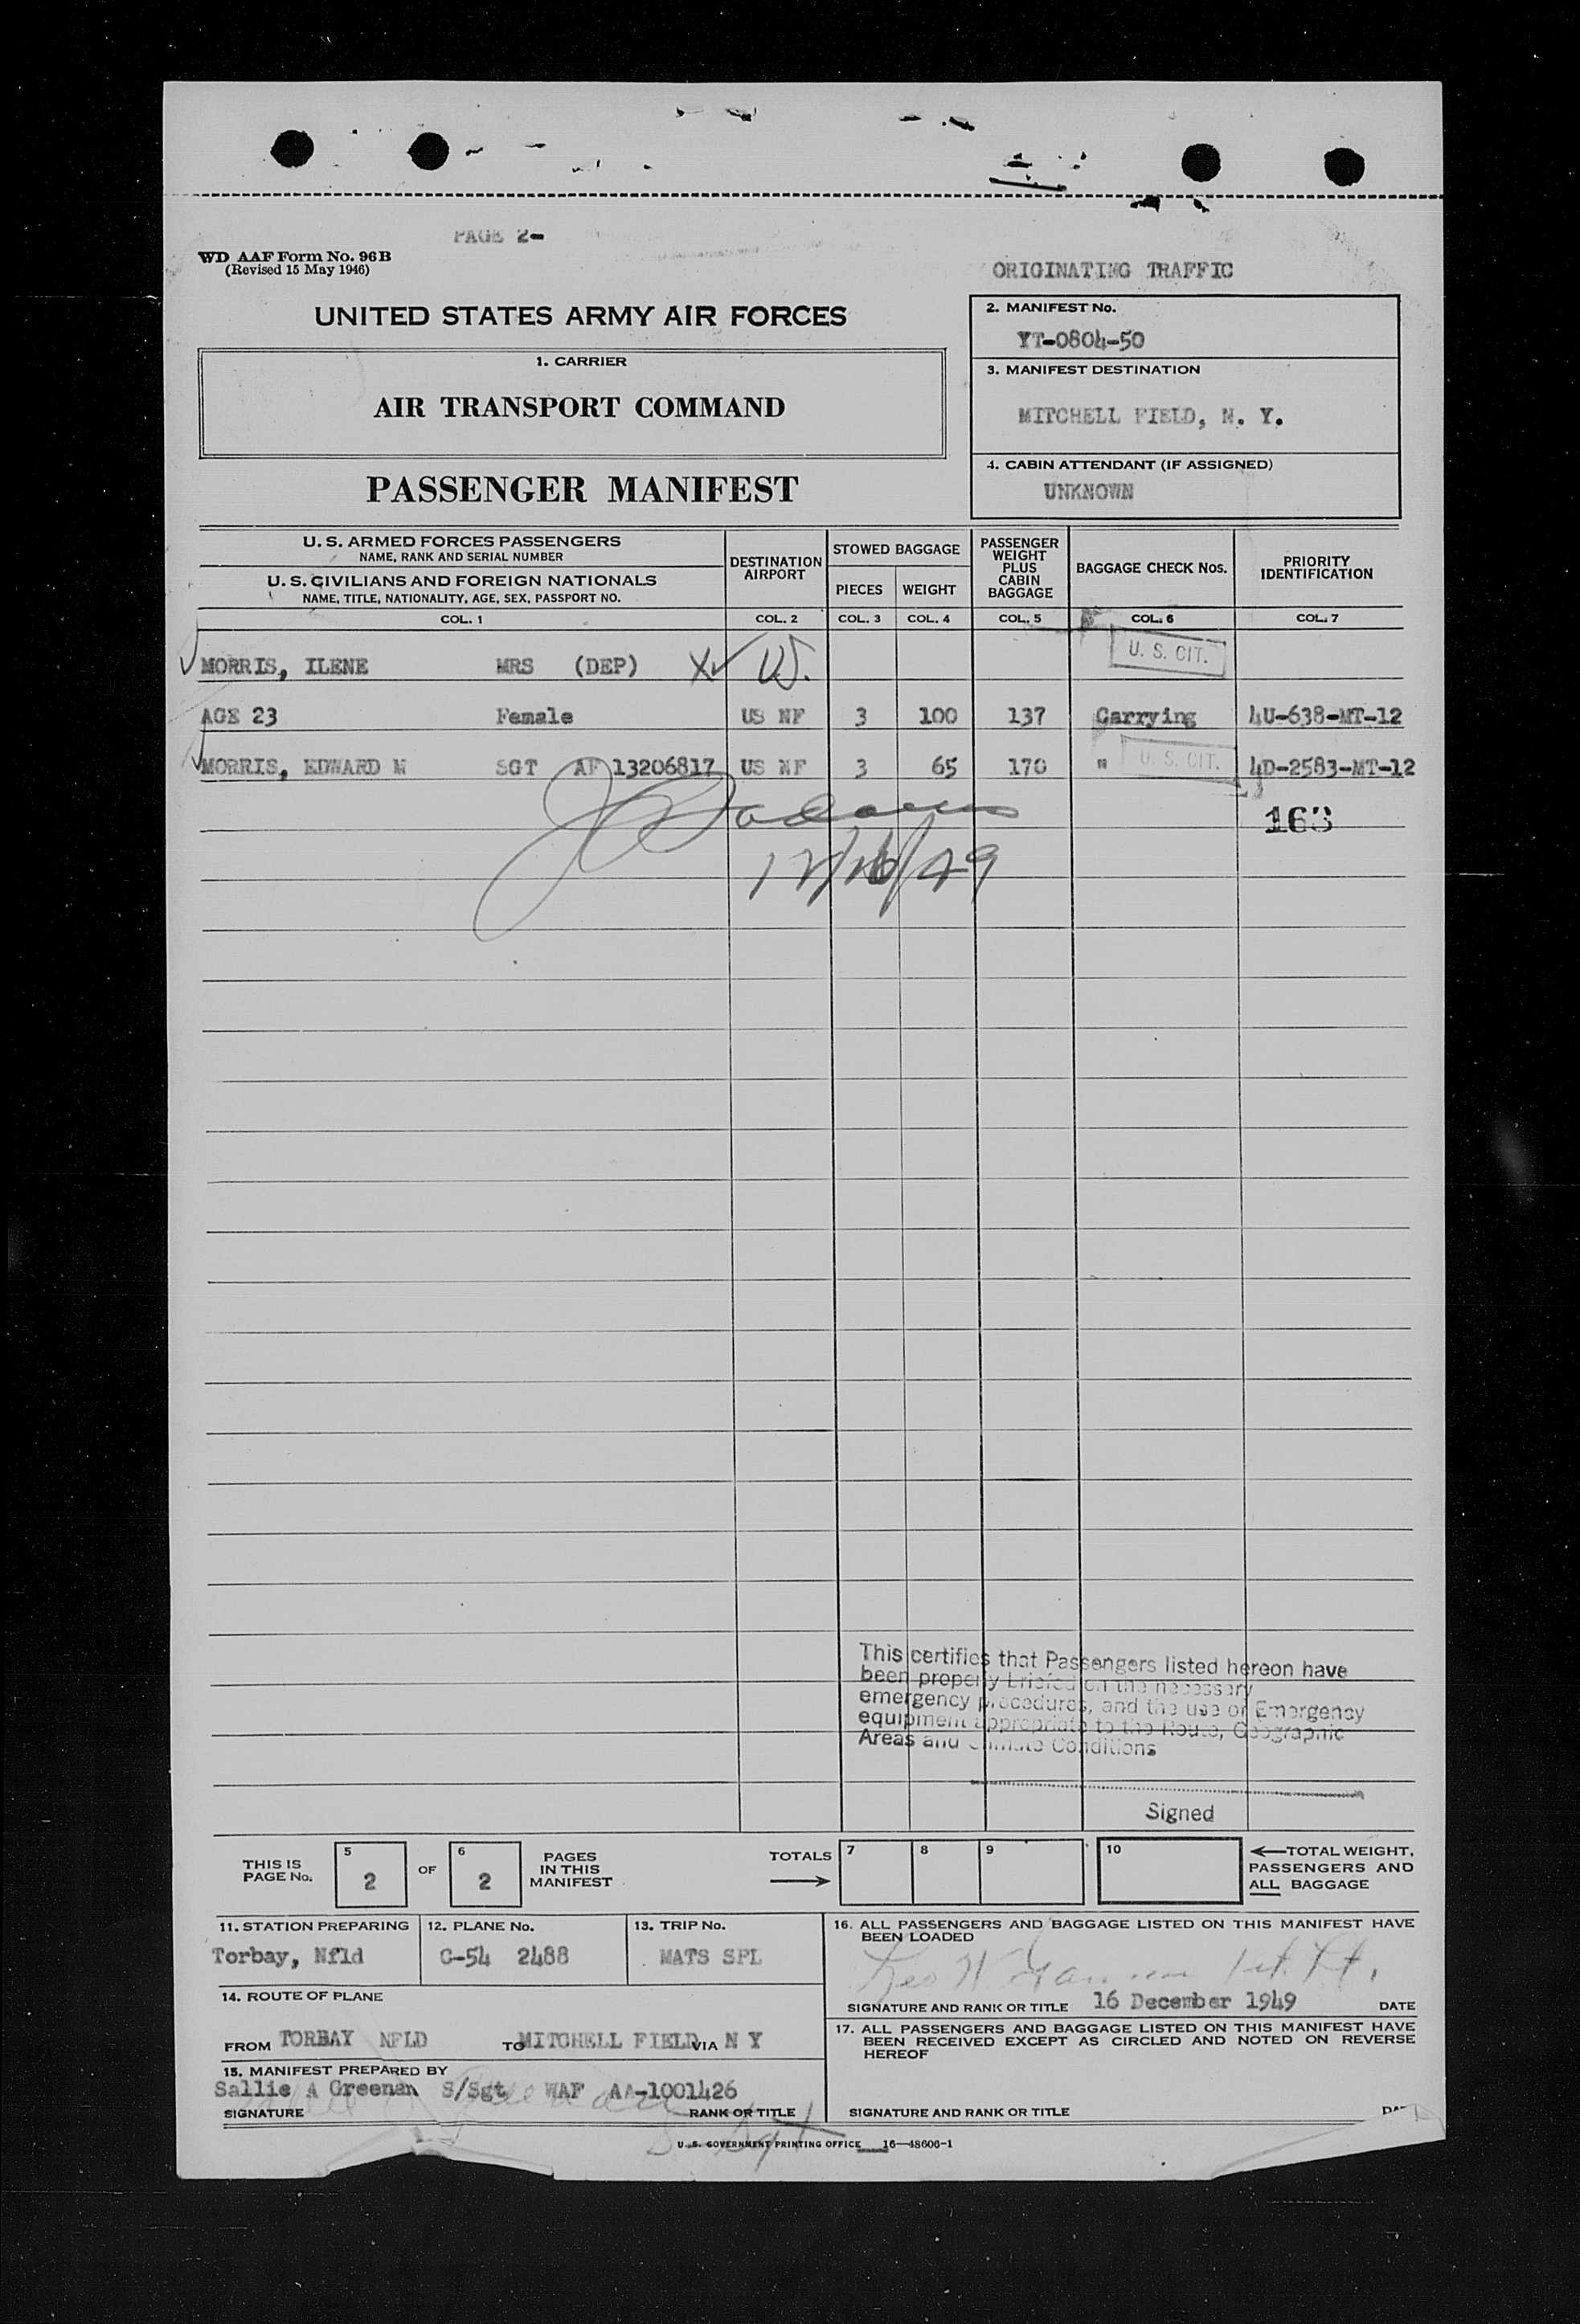 PAGE 2-
WD AAF Form No. 96B
(Revised 15 May 1946)
ORIGINATING TRAFFIC
UNITED STATES ARMY AIR FORCES
1. CARRIER
AIR TRANSPORT COMMAND
PASSENGER MANIFEST
2. MANIFEST No.
YT-0804-50
3. MANIFEST DESTINATION
MITCHELL FIELD, N. Y.
4. CABIN ATTENDANT (IF ASSIGNED)
UNKNOWN
U. S. ARMED FORCES PASSENGERS
NAME, RANK AND SERIAL NUMBER
U. S. CIVILIANS AND FOREIGN NATIONALS
NAME, TITLE, NATIONALITY, AGE, SEX, PASSPORT NO.
DESTINATION AIRPORT
STOWED BAGGAGE
PIECES WEIGHT
PASSENGER WEIGHT PLUS CABIN BAGGAGE
BAGGAGE CHECK Nos.
PRIORITY IDENTIFICATION
COL. 1 COL. 2 COL. 3 COL. 4 COL. 5 COL. 6 COL. 7
MORRIS, ILENE MRS (DEP) X U. S. CIT.
AGE 23 Female US NF 3 100 137 Carrying 4U-638-MT-12
MORRIS, EDWARD M SGT AF 13206817 US NF 3 65 170 " U. S. CIT. 4D-2583-MT-12
163
12/16/49
This certifies that Passengers listed hereon have
been properly briefed on the necessary
emergency procedures, and the use of Emergency
equipment appropriate to the Route, Geographic
Areas and Climate Conditions
Signed
THIS IS PAGE No. 5 2 OF 6 2 PAGES IN THIS MANIFEST TOTALS 7 8 9 10 TOTAL WEIGHT, PASSENGERS AND ALL BAGGAGE
11. STATION PREPARING
Torbay, Nfld
12. PLANE No.
C-54 2488
13. TRIP No.
MATS SPL
14. ROUTE OF PLANE
FROM TORBAY NFLD TO MITCHELL FIELD VIA N Y
15. MANIFEST PREPARED BY
Sallie A Greenan S/Sgt WAF AA-1001426
SIGNATURE RANK OR TITLE
16. ALL PASSENGERS AND BAGGAGE LISTED ON THIS MANIFEST HAVE
BEEN LOADED
1st. Lt.
SIGNATURE AND RANK OR TITLE 16 December 1949 DATE
17. ALL PASSENGERS AND BAGGAGE LISTED ON THIS MANIFEST HAVE
BEEN RECEIVED EXCEPT AS CIRCLED AND NOTED ON REVERSE
HEREOF
SIGNATURE AND RANK OR TITLE
U. S. GOVERNMENT PRINTING OFFICE 16—48606-1